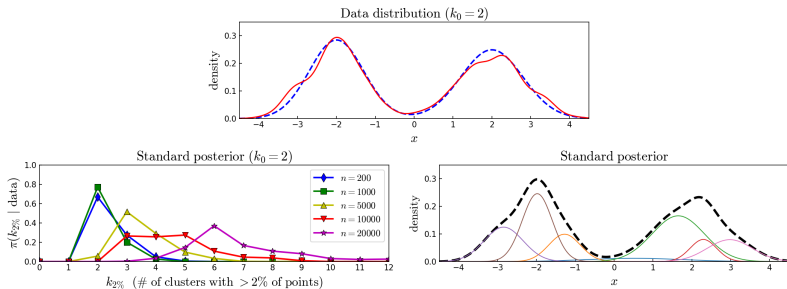 Data distribution (k₀ = 2)
density
0.3
0.2
0.1
0.0
−4 −3 −2 −1 0 1 2 3 4
x
Standard posterior (k₀ = 2)
π(k₂% | data)
1.0
0.8
0.6
0.4
0.2
0.0
0 1 2 3 4 5 6 7 8 9 10 11 12
k₂% (# of clusters with > 2% of points)
n = 200
n = 1000
n = 5000
n = 10000
n = 20000
Standard posterior
density
0.3
0.2
0.1
0.0
−4 −3 −2 −1 0 1 2 3 4
x